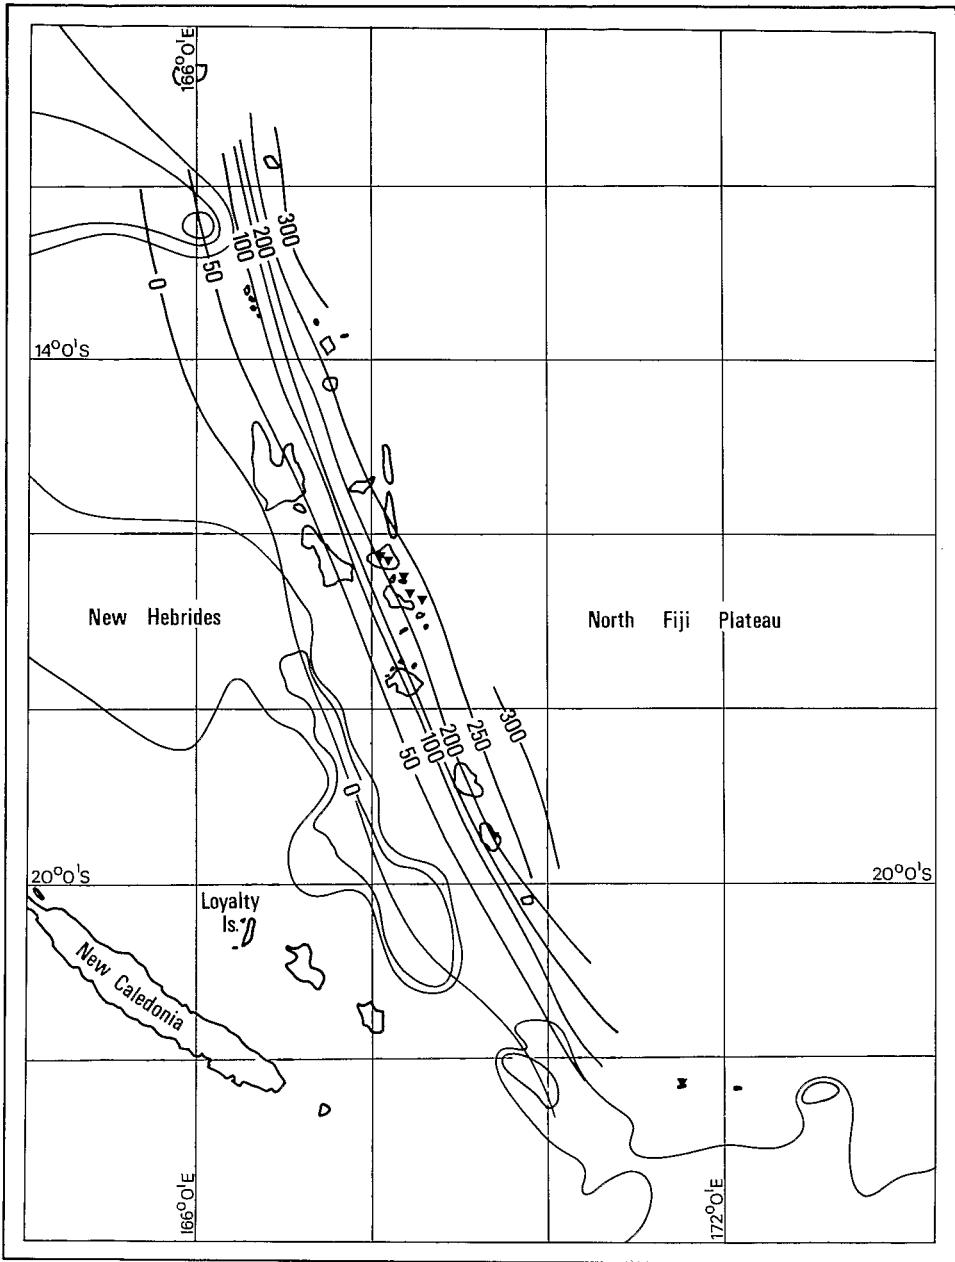 166°0'E
300
200
100
50
0
14°0'S
New Hebrides
North Fiji Plateau
300
250
200
100
50
0
20°0'S
20°0'S
Loyalty
Is.
New Caledonia
166°0'E
172°0'E